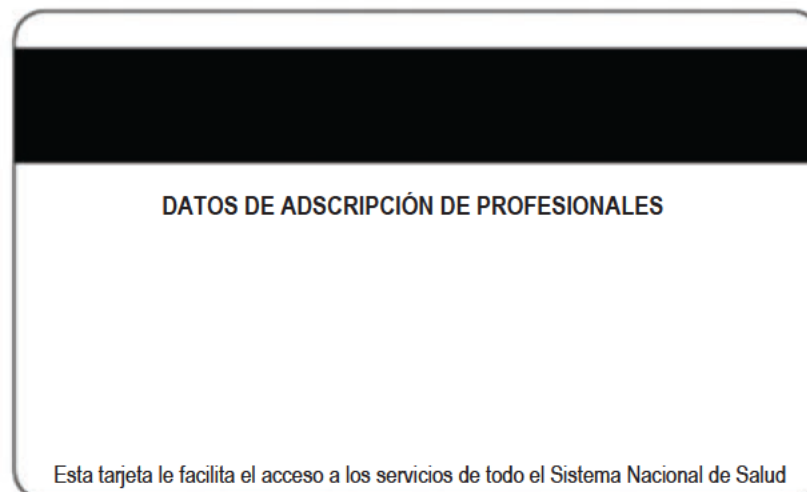 DATOS DE ADSCRIPCIÓN DE PROFESIONALES
Esta tarjeta le facilita el acceso a los servicios de todo el Sistema Nacional de Salud